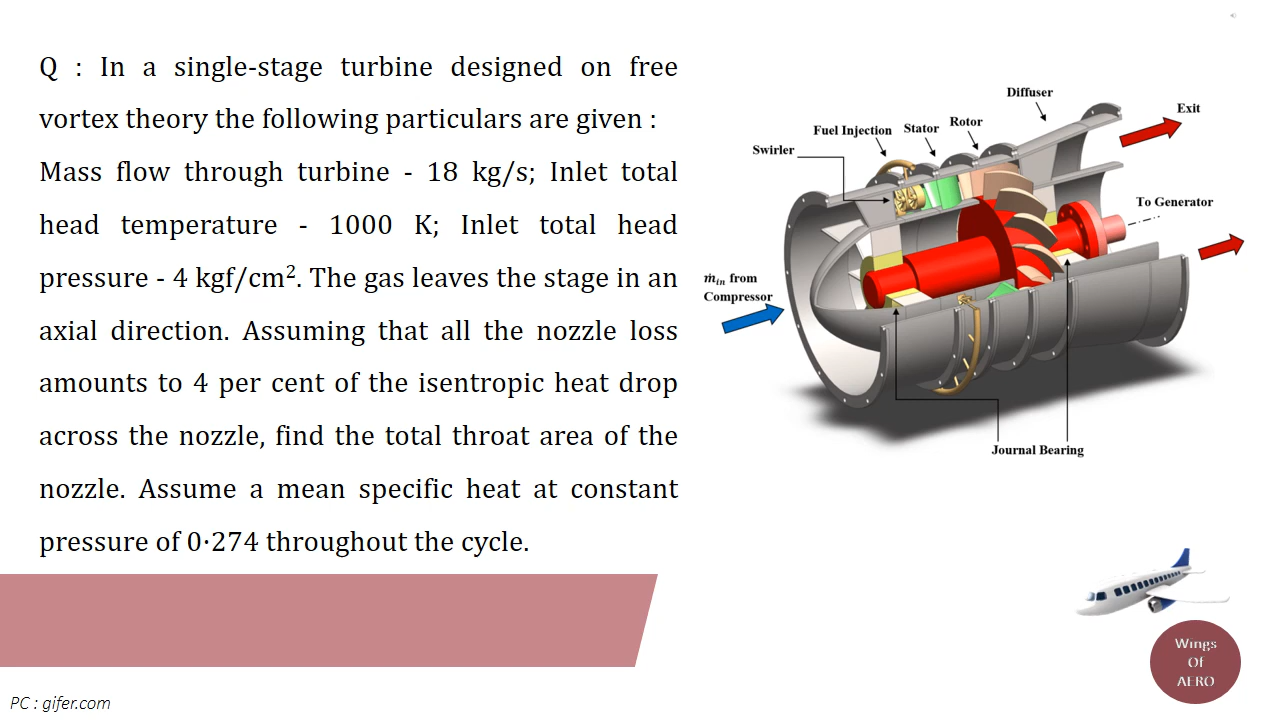 Q : In a single-stage turbine designed on free
vortex theory the following particulars are given :
Mass flow through turbine - 18 kg/s; Inlet total
head temperature - 1000 K; Inlet total head
pressure - 4 kgf/cm². The gas leaves the stage in an
axial direction. Assuming that all the nozzle loss
amounts to 4 per cent of the isentropic heat drop
across the nozzle, find the total throat area of the
nozzle. Assume a mean specific heat at constant
pressure of 0·274 throughout the cycle.
Diffuser
Exit
Fuel Injection
Stator
Rotor
Swirler
To Generator
ṁin from
Compressor
Journal Bearing
Wings
Of
AERO
PC : gifer.com